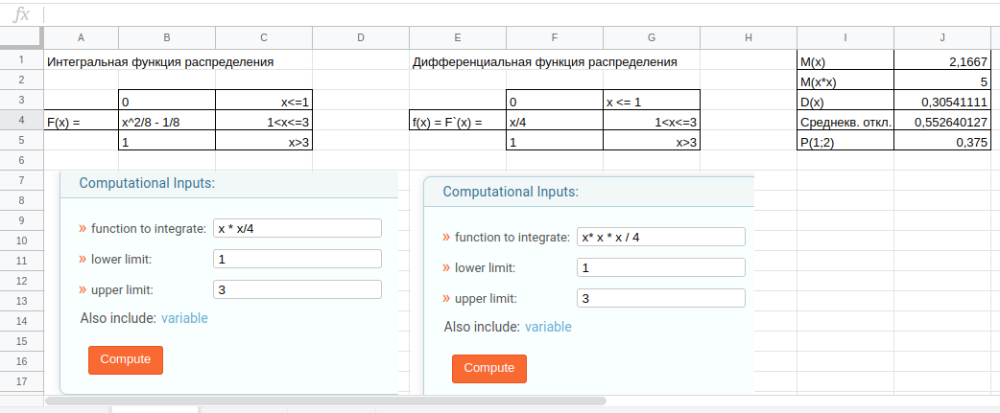 fx
A B C D E F G H I J
1 Интегральная функция распределения Дифференциальная функция распределения M(x) 2,1667
2 M(x*x) 5
3 0 x<=1 0 x <= 1 D(x) 0,30541111
4 F(x) = x^2/8 - 1/8 1<x<=3 f(x) = F`(x) = x/4 1<x<=3 Среднекв. откл. 0,552640127
5 1 x>3 1 x>3 P(1;2) 0,375
6
7
8
9
10
11
12
13
14
15
16
17
Computational Inputs:
» function to integrate: x * x/4
» lower limit: 1
» upper limit: 3
Also include: variable
Compute
Computational Inputs:
» function to integrate: x* x * x / 4
» lower limit: 1
» upper limit: 3
Also include: variable
Compute